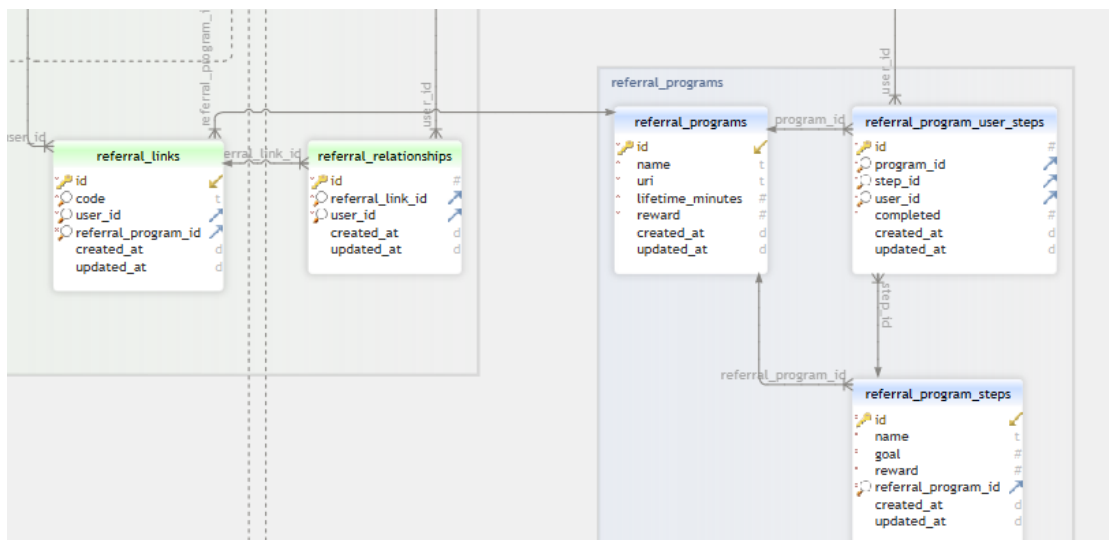 referral_program_i
user_id
user_id
user_id
referral_links
id
code t
user_id
referral_program_id
created_at d
updated_at d
erral_link_id
referral_relationships
id #
referral_link_id
user_id
created_at d
updated_at d
referral_programs
referral_programs
id
name t
uri t
lifetime_minutes #
reward #
created_at d
updated_at d
program_id
referral_program_user_steps
id #
program_id
step_id
user_id
completed #
created_at d
updated_at d
step_id
referral_program_id
referral_program_steps
id
name t
goal #
reward #
referral_program_id
created_at d
updated_at d